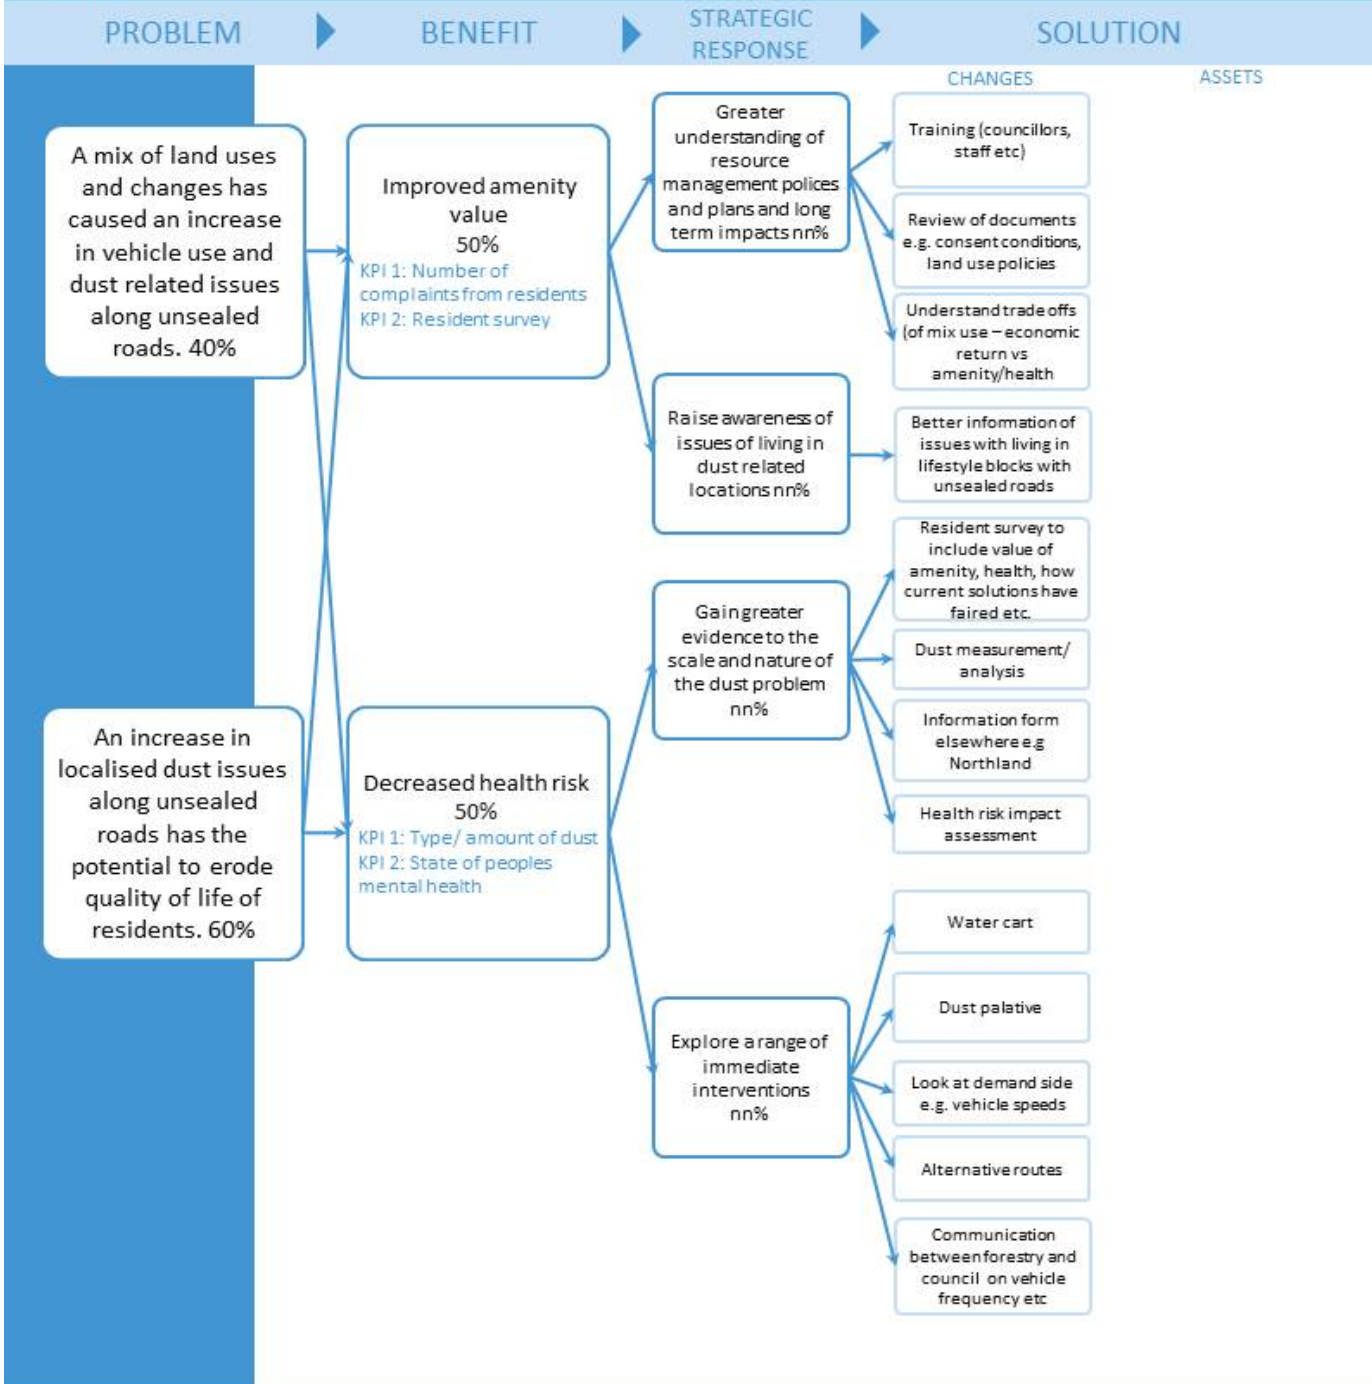 PROBLEM
BENEFIT
STRATEGIC
RESPONSE
SOLUTION
CHANGES
ASSETS
A mix of land uses
and changes has
caused an increase
in vehicle use and
dust related issues
along unsealed
roads. 40%
An increase in
localised dust issues
along unsealed
roads has the
potential to erode
quality of life of
residents. 60%
Improved amenity
value
50%
KPI 1: Number of
complaints from residents
KPI 2: Resident survey
Decreased health risk
50%
KPI 1: Type/ amount of dust
KPI 2: State of peoples
mental health
Greater
understanding of
resource
management polices
and plans and long
term impacts nn%
Raise awareness of
issues of living in
dust related
locations nn%
Gain greater
evidence to the
scale and nature of
the dust problem
nn%
Explore a range of
immediate
interventions
nn%
Training (councillors,
staff etc)
Review of documents
e.g. consent conditions,
land use policies
Understand trade offs
(of mix use – economic
return vs
amenity/health
Better information of
issues with living in
lifestyle blocks with
unsealed roads
Resident survey to
include value of
amenity, health, how
current solutions have
faired etc.
Dust measurement/
analysis
Information form
elsewhere e.g
Northland
Health risk impact
assessment
Water cart
Dust palative
Look at demand side
e.g. vehicle speeds
Alternative routes
Communication
between forestry and
council on vehicle
frequency etc